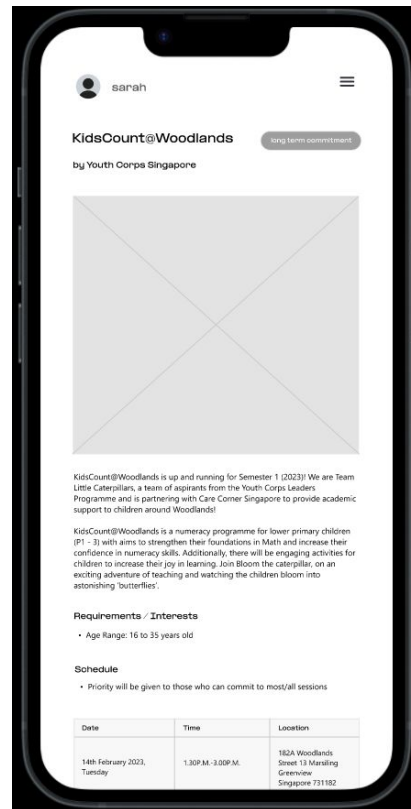 sarah
KidsCount@Woodlands
long term commitment
by Youth Corps Singapore
KidsCount@Woodlands is up and running for Semester 1 (2023)! We are Team
Little Caterpillars, a team of aspirants from the Youth Corps Leaders
Programme and is partnering with Care Corner Singapore to provide academic
support to children around Woodlands!
KidsCount@Woodlands is a numeracy programme for lower primary children
(P1 - 3) with aims to strengthen their foundations in Math and increase their
confidence in numeracy skills. Additionally, there will be engaging activities for
children to increase their joy in learning. Join Bloom the caterpillar, on an
exciting adventure of teaching and watching the children bloom into
astonishing 'butterflies'.
Requirements / Interests
• Age Range: 16 to 35 years old
Schedule
• Priority will be given to those who can commit to most/all sessions
Date Time Location
14th February 2023,
Tuesday
1.30P.M.-3.00P.M.
182A Woodlands
Street 13 Marsiling
Greenview
Singapore 731182